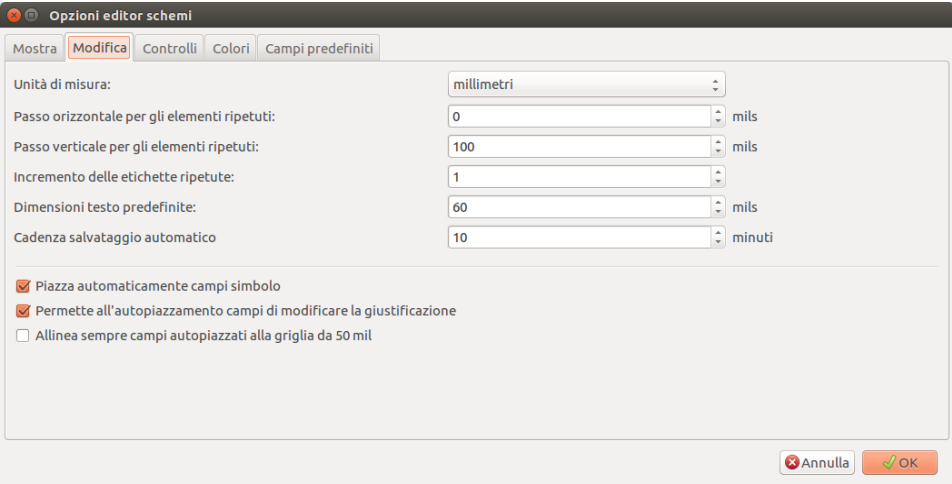 Opzioni editor schemi
Mostra Modifica Controlli Colori Campi predefiniti
Unità di misura: millimetri
Passo orizzontale per gli elementi ripetuti: 0 mils
Passo verticale per gli elementi ripetuti: 100 mils
Incremento delle etichette ripetute: 1
Dimensioni testo predefinite: 60 mils
Cadenza salvataggio automatico 10 minuti
Piazza automaticamente campi simbolo
Permette all'autopiazzamento campi di modificare la giustificazione
Allinea sempre campi autopiazzati alla griglia da 50 mil
Annulla OK